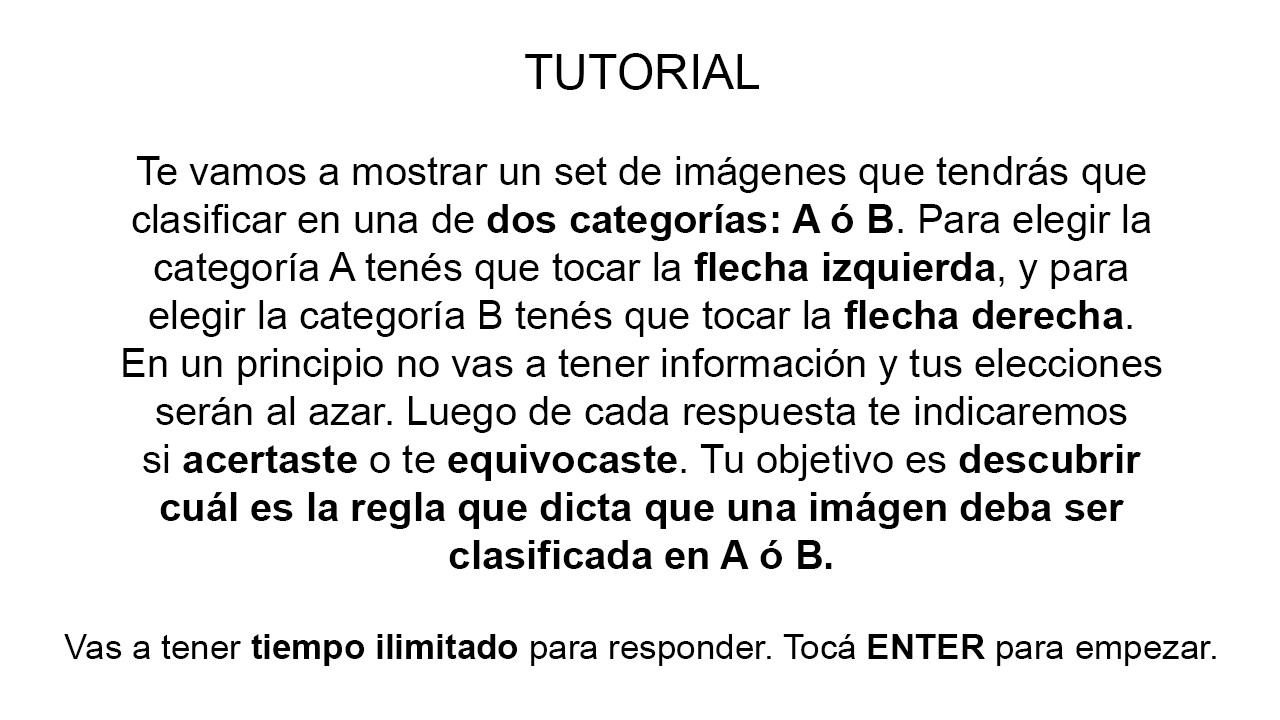 TUTORIAL
Te vamos a mostrar un set de imágenes que tendrás que
clasificar en una de dos categorías: A ó B. Para elegir la
categoría A tenés que tocar la flecha izquierda, y para
elegir la categoría B tenés que tocar la flecha derecha.
En un principio no vas a tener información y tus elecciones
serán al azar. Luego de cada respuesta te indicaremos
si acertaste o te equivocaste. Tu objetivo es descubrir
cuál es la regla que dicta que una imágen deba ser
clasificada en A ó B.
Vas a tener tiempo ilimitado para responder. Tocá ENTER para empezar.